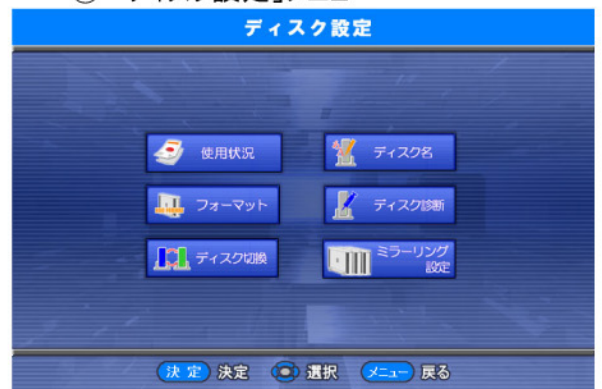 ディスク設定
使用状況
ディスク名
フォーマット
ディスク診断
ディスク切換
ミラーリング
設定
決定 決定 選択 メニュー 戻る